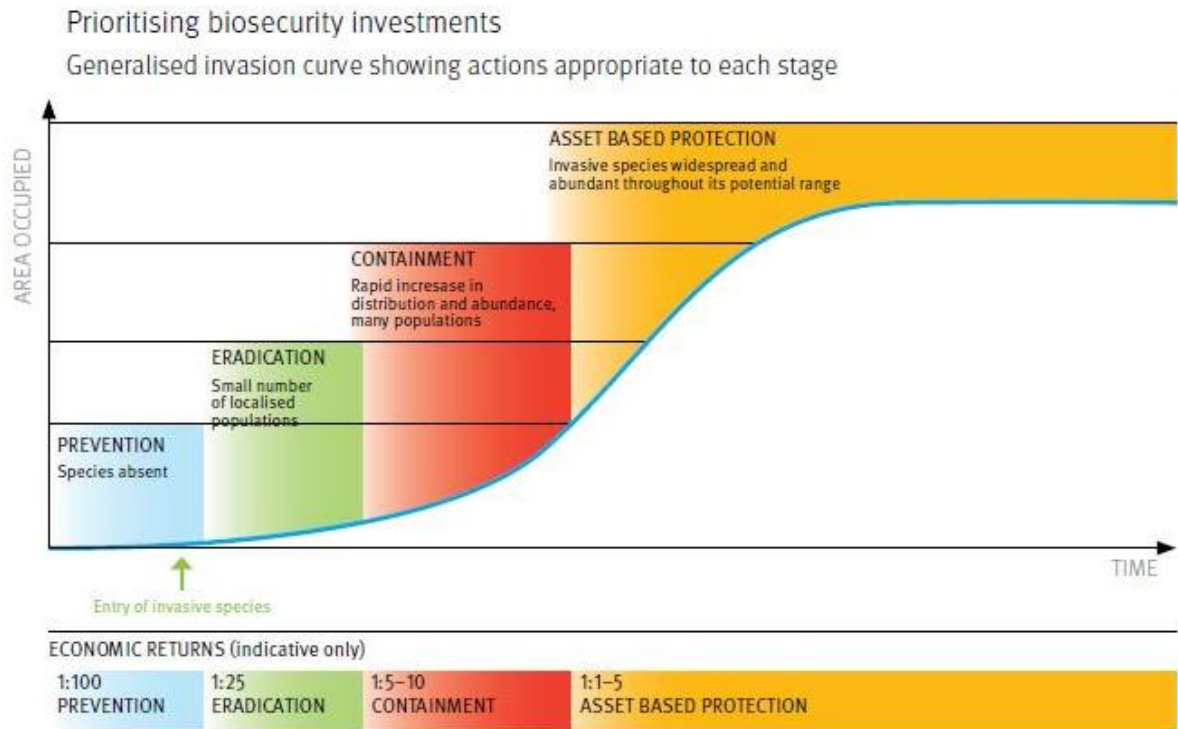 Prioritising biosecurity investments
Generalised invasion curve showing actions appropriate to each stage
AREA OCCUPIED
ASSET BASED PROTECTION
Invasive species widespread and
abundant throughout its potential range
CONTAINMENT
Rapid increase in
distribution and abundance,
many populations
ERADICATION
Small number
of localised
populations
PREVENTION
Species absent
TIME
Entry of invasive species
ECONOMIC RETURNS (indicative only)
1:100
PREVENTION
1:25
ERADICATION
1:5–10
CONTAINMENT
1:1–5
ASSET BASED PROTECTION